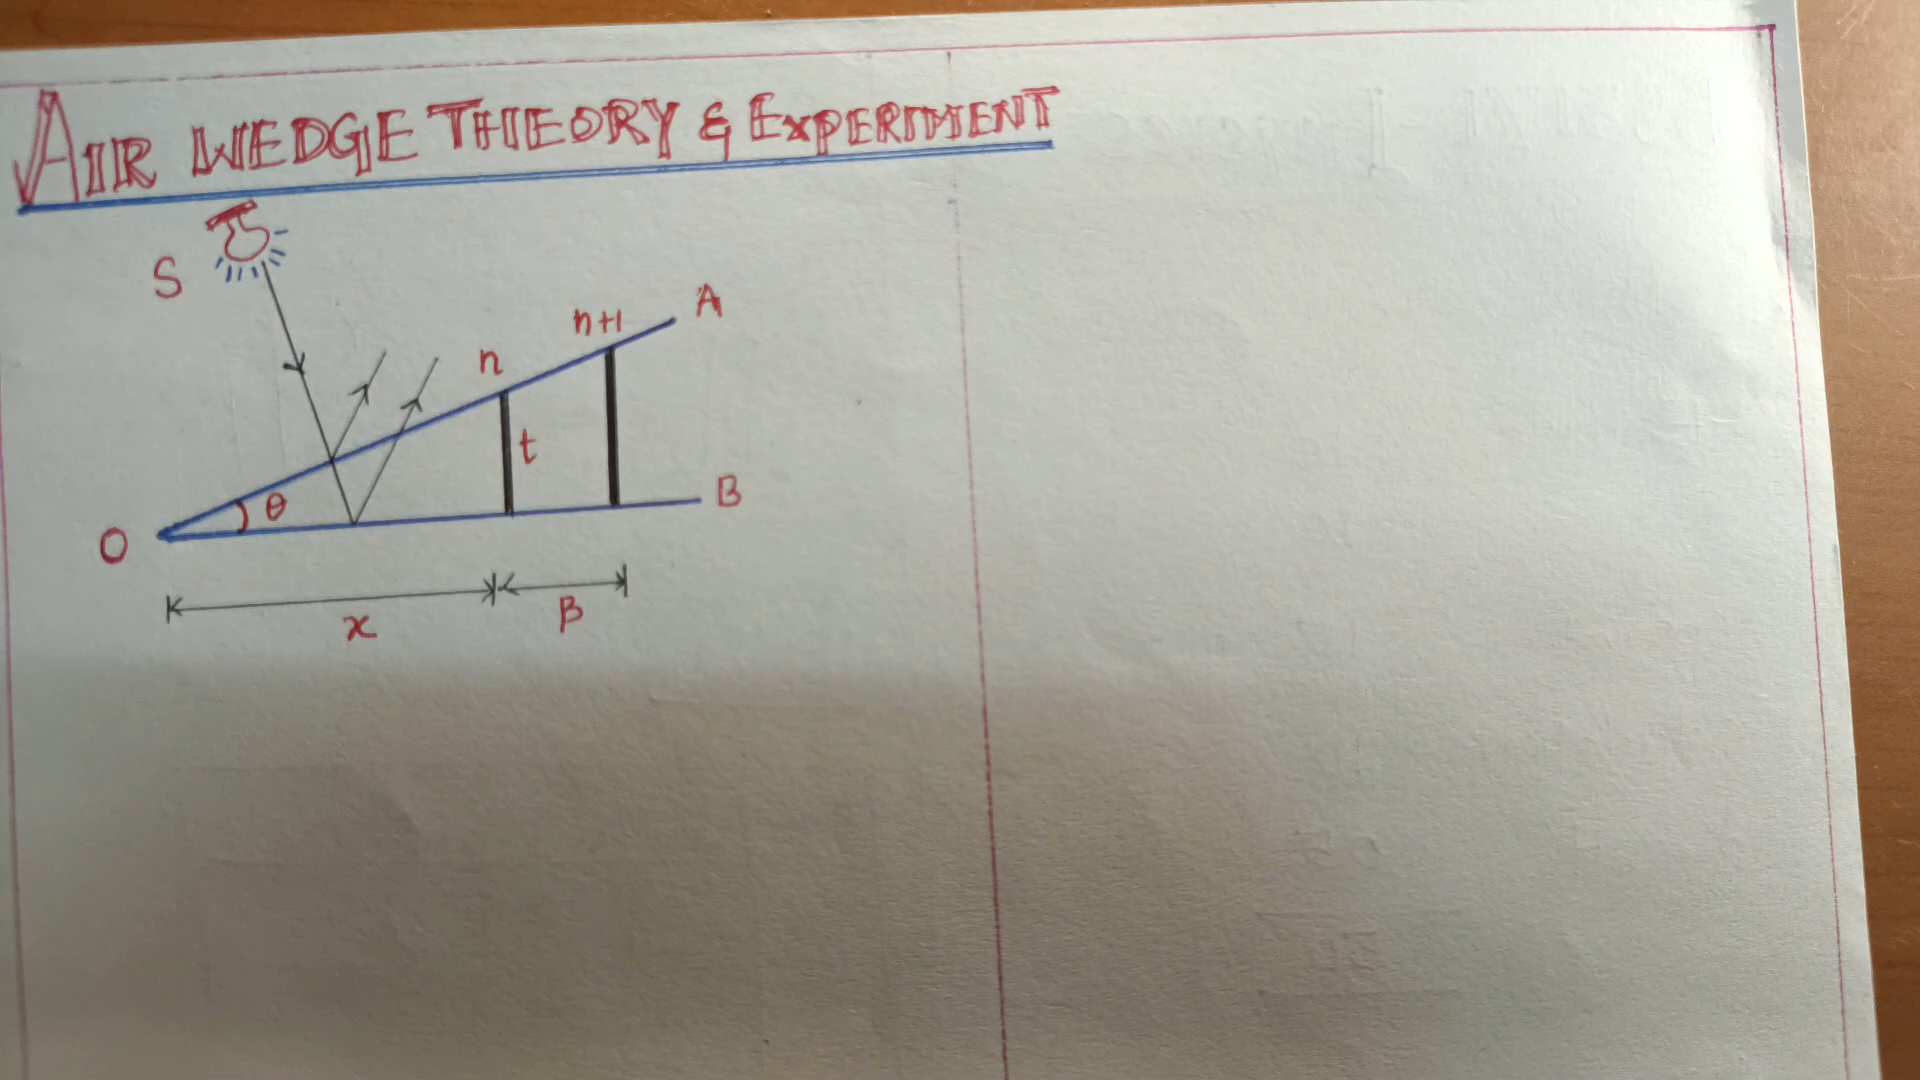 AIR WEDGE THEORY & EXPERIMENT
S
A
n+1
n
t
B
θ
O
x
β